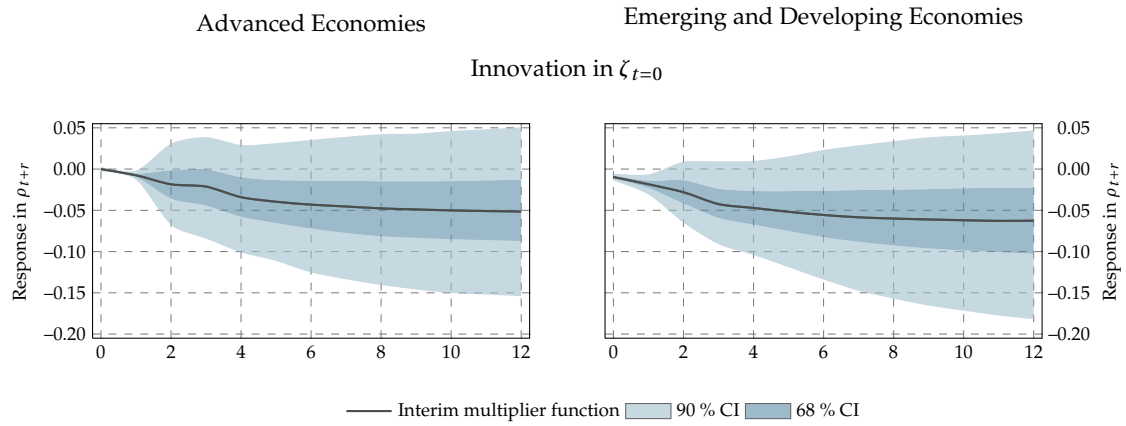 Advanced Economies
Emerging and Developing Economies
Innovation in ζ t=0
Response in ρ t+r
0.05
0.00
−0.05
−0.10
−0.15
−0.20
0 2 4 6 8 10 12
0 2 4 6 8 10 12
0.05
0.00
−0.05
−0.10
−0.15
−0.20
Response in ρ t+r
Interim multiplier function 90 % CI 68 % CI